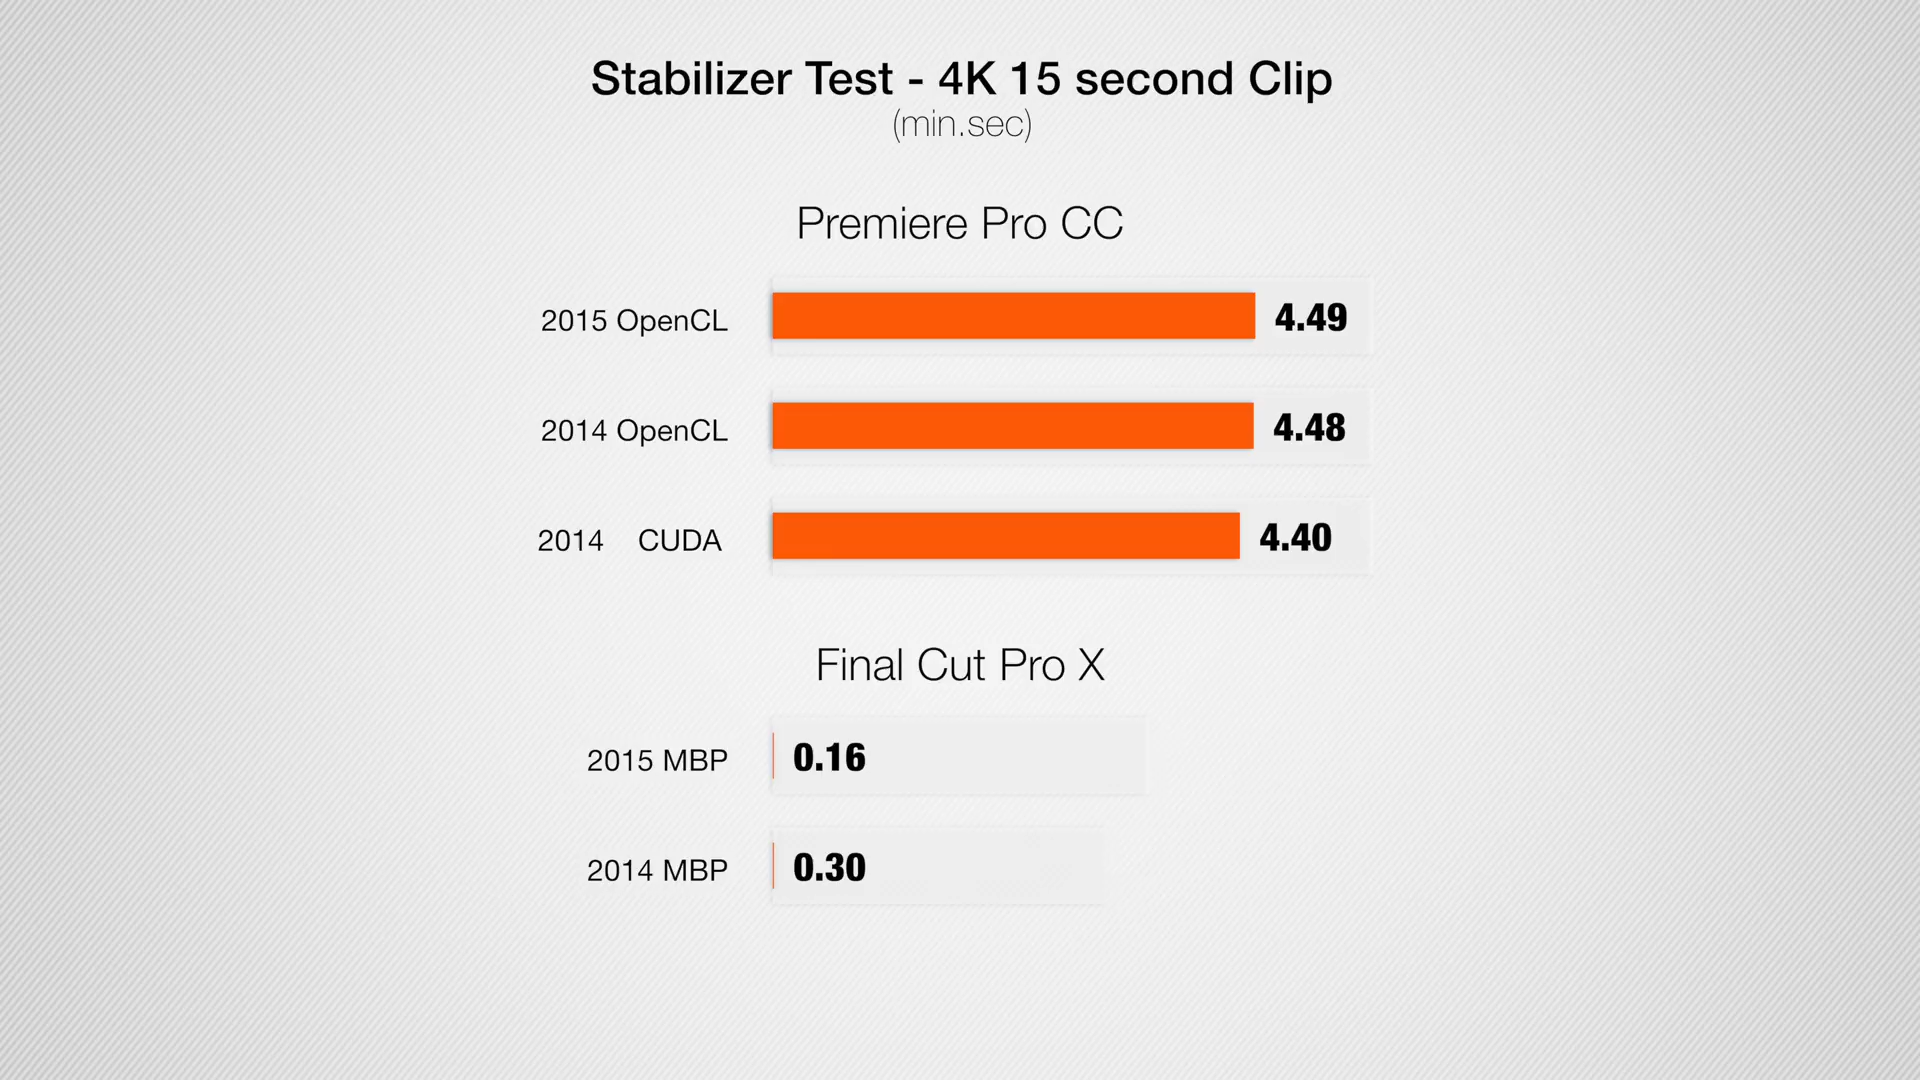 Stabilizer Test - 4K 15 second Clip
(min.sec)
Premiere Pro CC
2015 OpenCL 4.49
2014 OpenCL 4.48
2014 CUDA 4.40
Final Cut Pro X
2015 MBP 0.16
2014 MBP 0.30